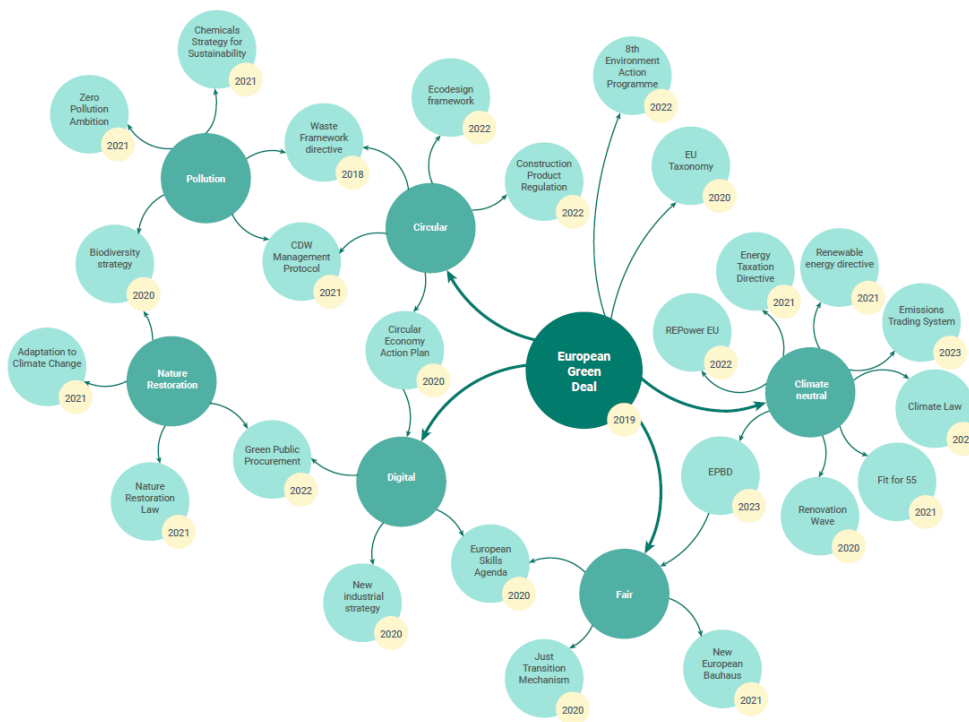 Chemicals
Strategy for
Sustainability
2021
Zero
Pollution
Ambition
2021
Pollution
Waste
Framework
directive
2018
Ecodesign
framework
2022
8th
Environment
Action
Programme
2022
EU
Taxonomy
2020
Construction
Product
Regulation
2022
Circular
Biodiversity
strategy
2020
CDW
Management
Protocol
2021
Energy
Taxation
Directive
2021
Renewable
energy directive
2021
Emissions
Trading System
2023
REPower EU
2022
Circular
Economy
Action Plan
2020
European
Green
Deal
2019
Climate
neutral
Climate Law
Adaptation to
Climate Change
2021
Nature
Restoration
Green Public
Procurement
2022
Digital
EPBD
2023
Fit for 55
2021
Renovation
Wave
2020
Nature
Restoration
Law
2021
New
industrial
strategy
2020
European
Skills
Agenda
2020
Fair
Just
Transition
Mechanism
2020
New
European
Bauhaus
2021